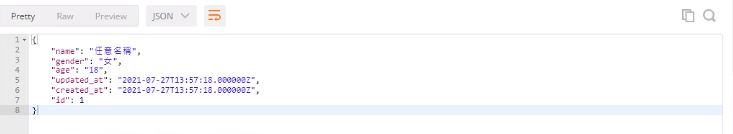 Pretty Raw Preview JSON
1 {
2 "name": "任意名稱",
3 "gender": "女",
4 "age": "18",
5 "updated_at": "2021-07-27T13:57:18.000000Z",
6 "created_at": "2021-07-27T13:57:18.000000Z",
7 "id": 1
8 }